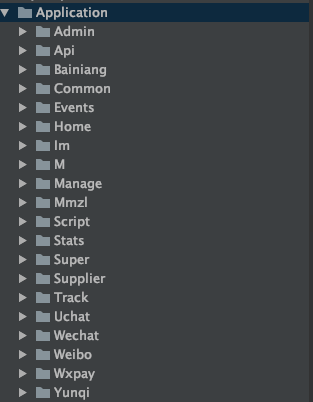 Application
Admin
Api
Bainiang
Common
Events
Home
Im
M
Manage
Mmzl
Script
Stats
Super
Supplier
Track
Uchat
Wechat
Weibo
Wxpay
Yunqi